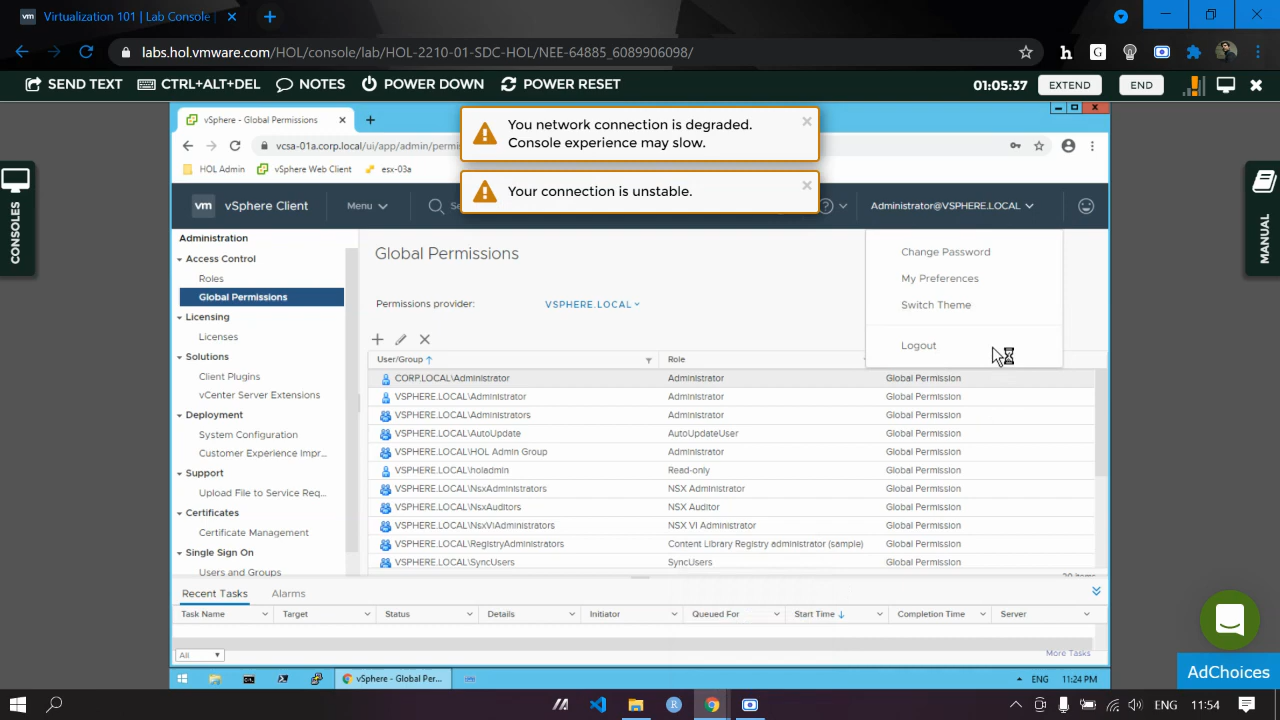 vm Virtualization 101 | Lab Console
labs.hol.vmware.com/HOL/console/lab/HOL-2210-01-SDC-HOL/NEE-64885_6089906098/
SEND TEXT CTRL+ALT+DEL NOTES POWER DOWN POWER RESET 01:05:37 EXTEND END
CONSOLES
MANUAL
vSphere - Global Permissions
You network connection is degraded.
Console experience may slow.
vcsa-01a.corp.local/ui/app/admin/permi
HOL Admin vSphere Web Client esx-03a
Your connection is unstable.
vm vSphere Client Menu Administrator@VSPHERE.LOCAL
Administration
Access Control
Roles
Global Permissions
Licensing
Licenses
Solutions
Client Plugins
vCenter Server Extensions
Deployment
System Configuration
Customer Experience Impr...
Support
Upload File to Service Req...
Certificates
Certificate Management
Single Sign On
Users and Groups
Global Permissions
Permissions provider: VSPHERE.LOCAL
Change Password
My Preferences
Switch Theme
Logout
User/Group Role
CORP.LOCAL\Administrator Administrator Global Permission
VSPHERE.LOCAL\Administrator Administrator Global Permission
VSPHERE.LOCAL\Administrators Administrator Global Permission
VSPHERE.LOCAL\AutoUpdate AutoUpdateUser Global Permission
VSPHERE.LOCAL\HOL Admin Group Administrator Global Permission
VSPHERE.LOCAL\holadmin Read-only Global Permission
VSPHERE.LOCAL\NsxAdministrators NSX Administrator Global Permission
VSPHERE.LOCAL\NsxAuditors NSX Auditor Global Permission
VSPHERE.LOCAL\NsxViAdministrators NSX VI Administrator Global Permission
VSPHERE.LOCAL\RegistryAdministrators Content Library Registry administrator (sample) Global Permission
VSPHERE.LOCAL\SyncUsers SyncUsers Global Permission
Recent Tasks Alarms
Task Name Target Status Details Initiator Queued For Start Time Completion Time Server
All More Tasks
vSphere - Global Per... ENG 11:24 PM
AdChoices
ENG 11:54